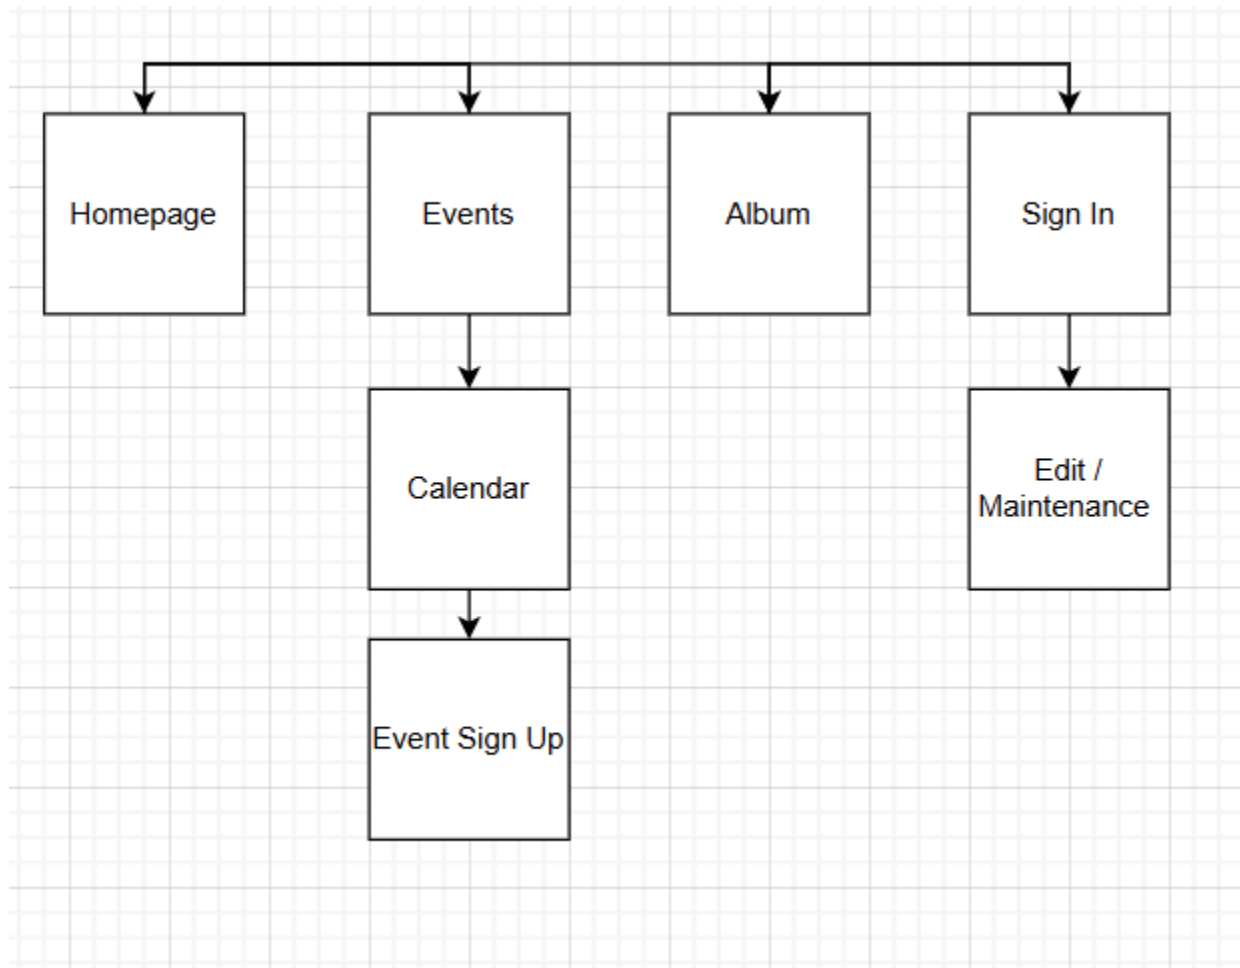 Homepage
Events
Album
Sign In
Calendar
Edit /
Maintenance
Event Sign Up